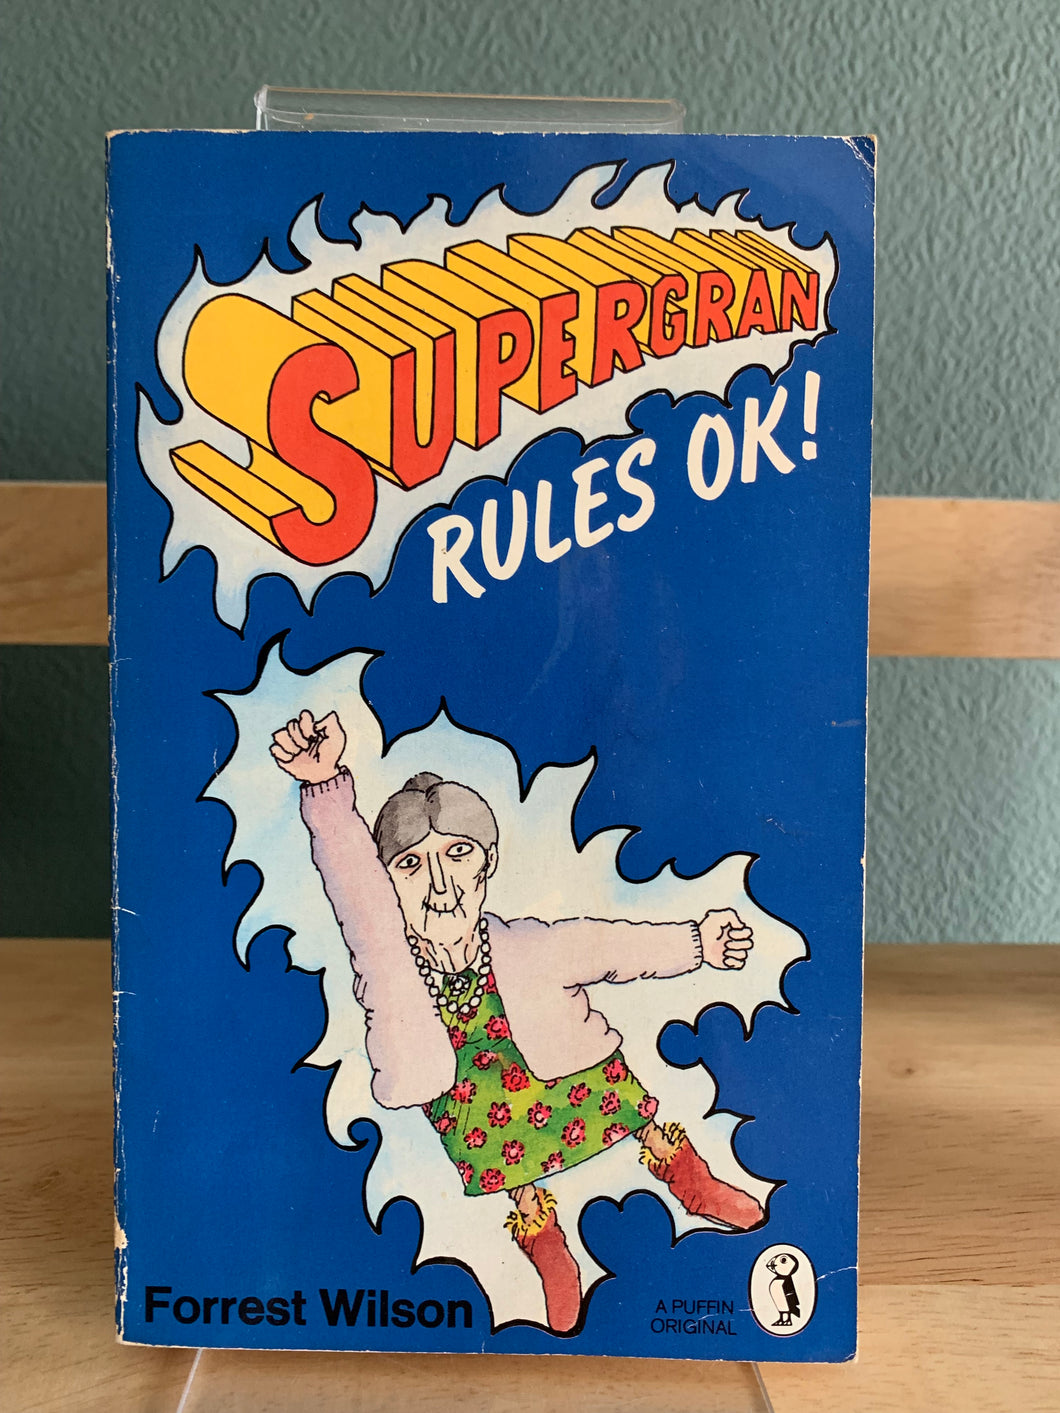 SUPERGRAN
RULES OK!
Forrest Wilson
A PUFFIN
ORIGINAL